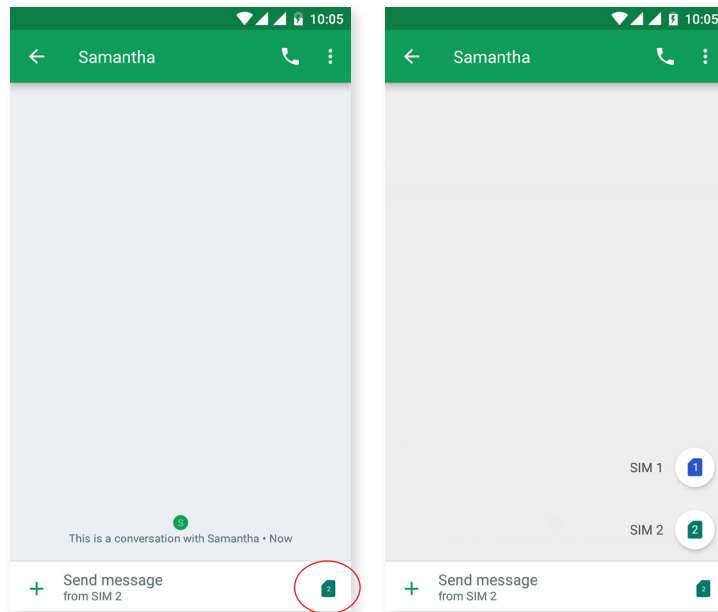 10:05
Samantha
S
This is a conversation with Samantha • Now
Send message
from SIM 2
2
10:05
Samantha
SIM 1
1
SIM 2
2
Send message
from SIM 2
2